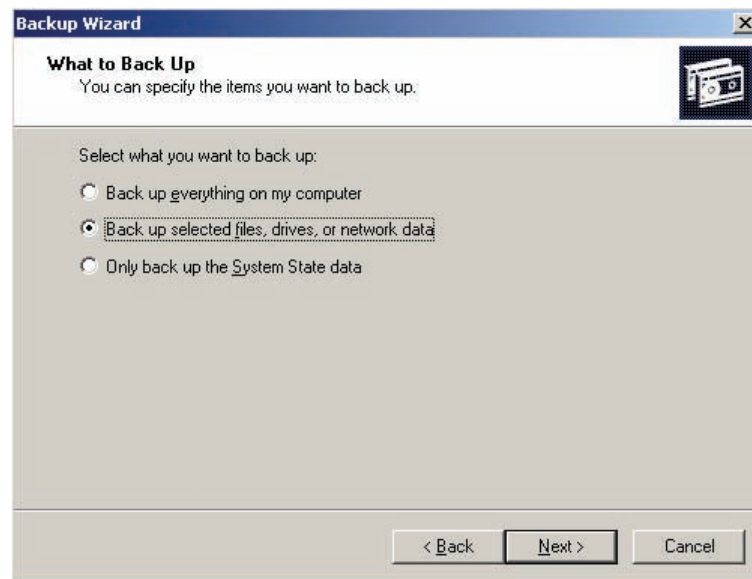 Backup Wizard
What to Back Up
You can specify the items you want to back up.
Select what you want to back up:
Back up everything on my computer
Back up selected files, drives, or network data
Only back up the System State data
< Back
Next >
Cancel